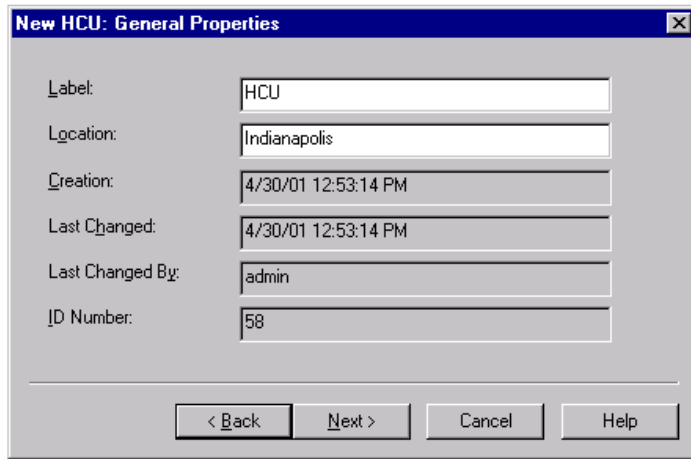 New HCU: General Properties
Label: HCU
Location: Indianapolis
Creation: 4/30/01 12:53:14 PM
Last Changed: 4/30/01 12:53:14 PM
Last Changed By: admin
ID Number: 58
< Back Next > Cancel Help